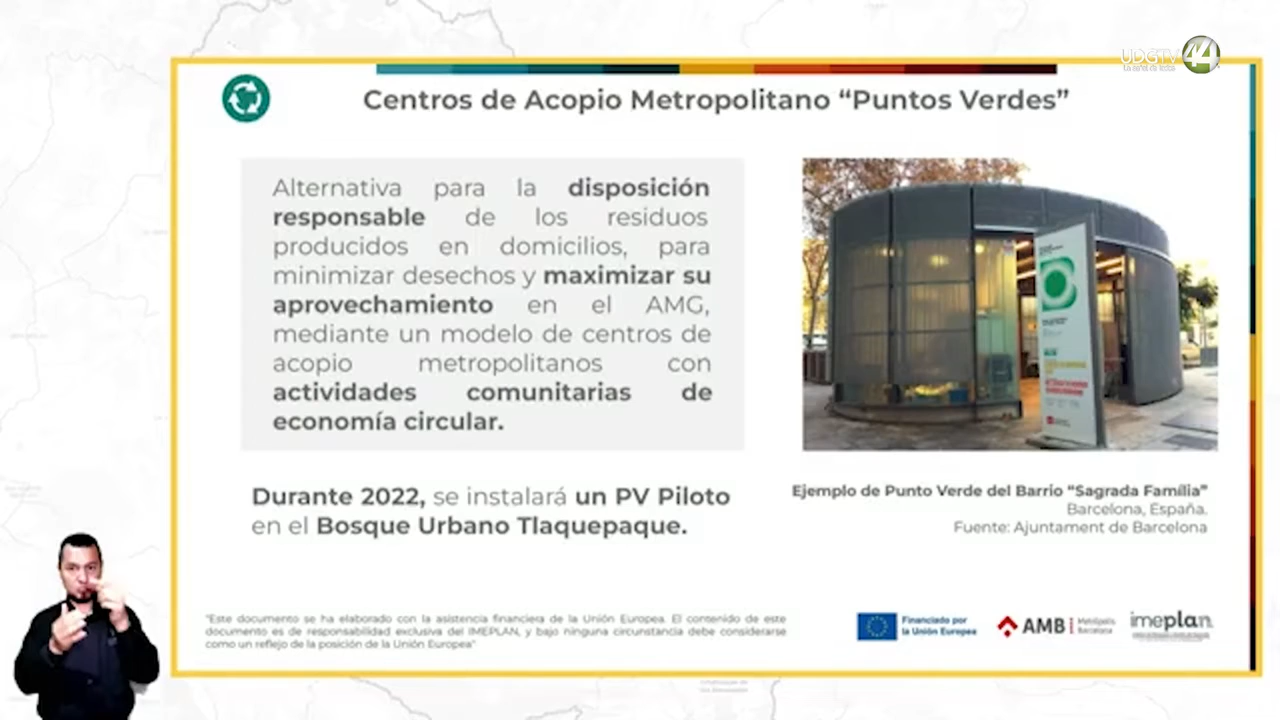 UDGTV 44
Centros de Acopio Metropolitano “Puntos Verdes”
Alternativa para la disposición
responsable de los residuos
producidos en domicilios, para
minimizar desechos y maximizar su
aprovechamiento en el AMG,
mediante un modelo de centros de
acopio metropolitanos con
actividades comunitarias de
economía circular.
Durante 2022, se instalará un PV Piloto
en el Bosque Urbano Tlaquepaque.
Ejemplo de Punto Verde del Barrio “Sagrada Família”
Barcelona, España.
Fuente: Ajuntament de Barcelona
"Este documento se ha elaborado con la asistencia financiera de la Unión Europea. El contenido de este
documento es de responsabilidad exclusiva del IMEPLAN, y bajo ninguna circunstancia debe considerarse
como un reflejo de la posición de la Unión Europea"
Financiado por
la Unión Europea
AMB
Metròpolis
Barcelona
imeplan